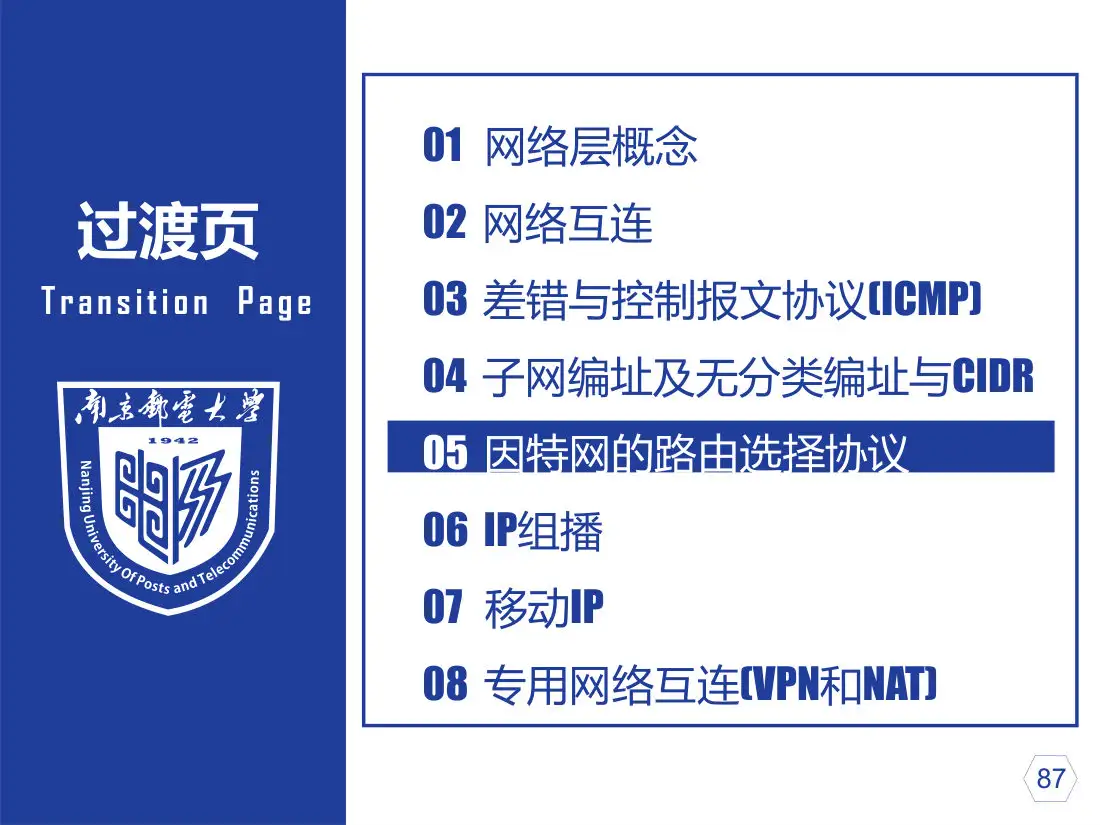 过渡页
Transition Page
南京邮电大学
1942
Nanjing University Of Posts and Telecommunications
01 网络层概念
02 网络互连
03 差错与控制报文协议(ICMP)
04 子网编址及无分类编址与CIDR
05 因特网的路由选择协议
06 IP组播
07 移动IP
08 专用网络互连(VPN和NAT)
87